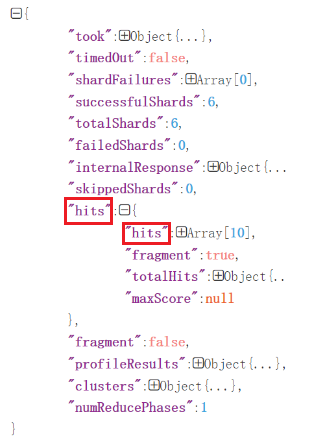 {
"took":Object{...},
"timedOut":false,
"shardFailures":Array[0],
"successfulShards":6,
"totalShards":6,
"failedShards":0,
"internalResponse":Object{...
"skippedShards":0,
"hits":{
"hits":Array[10],
"fragment":true,
"totalHits":Object{..
"maxScore":null
},
"fragment":false,
"profileResults":Object{...},
"clusters":Object{...},
"numReducePhases":1
}